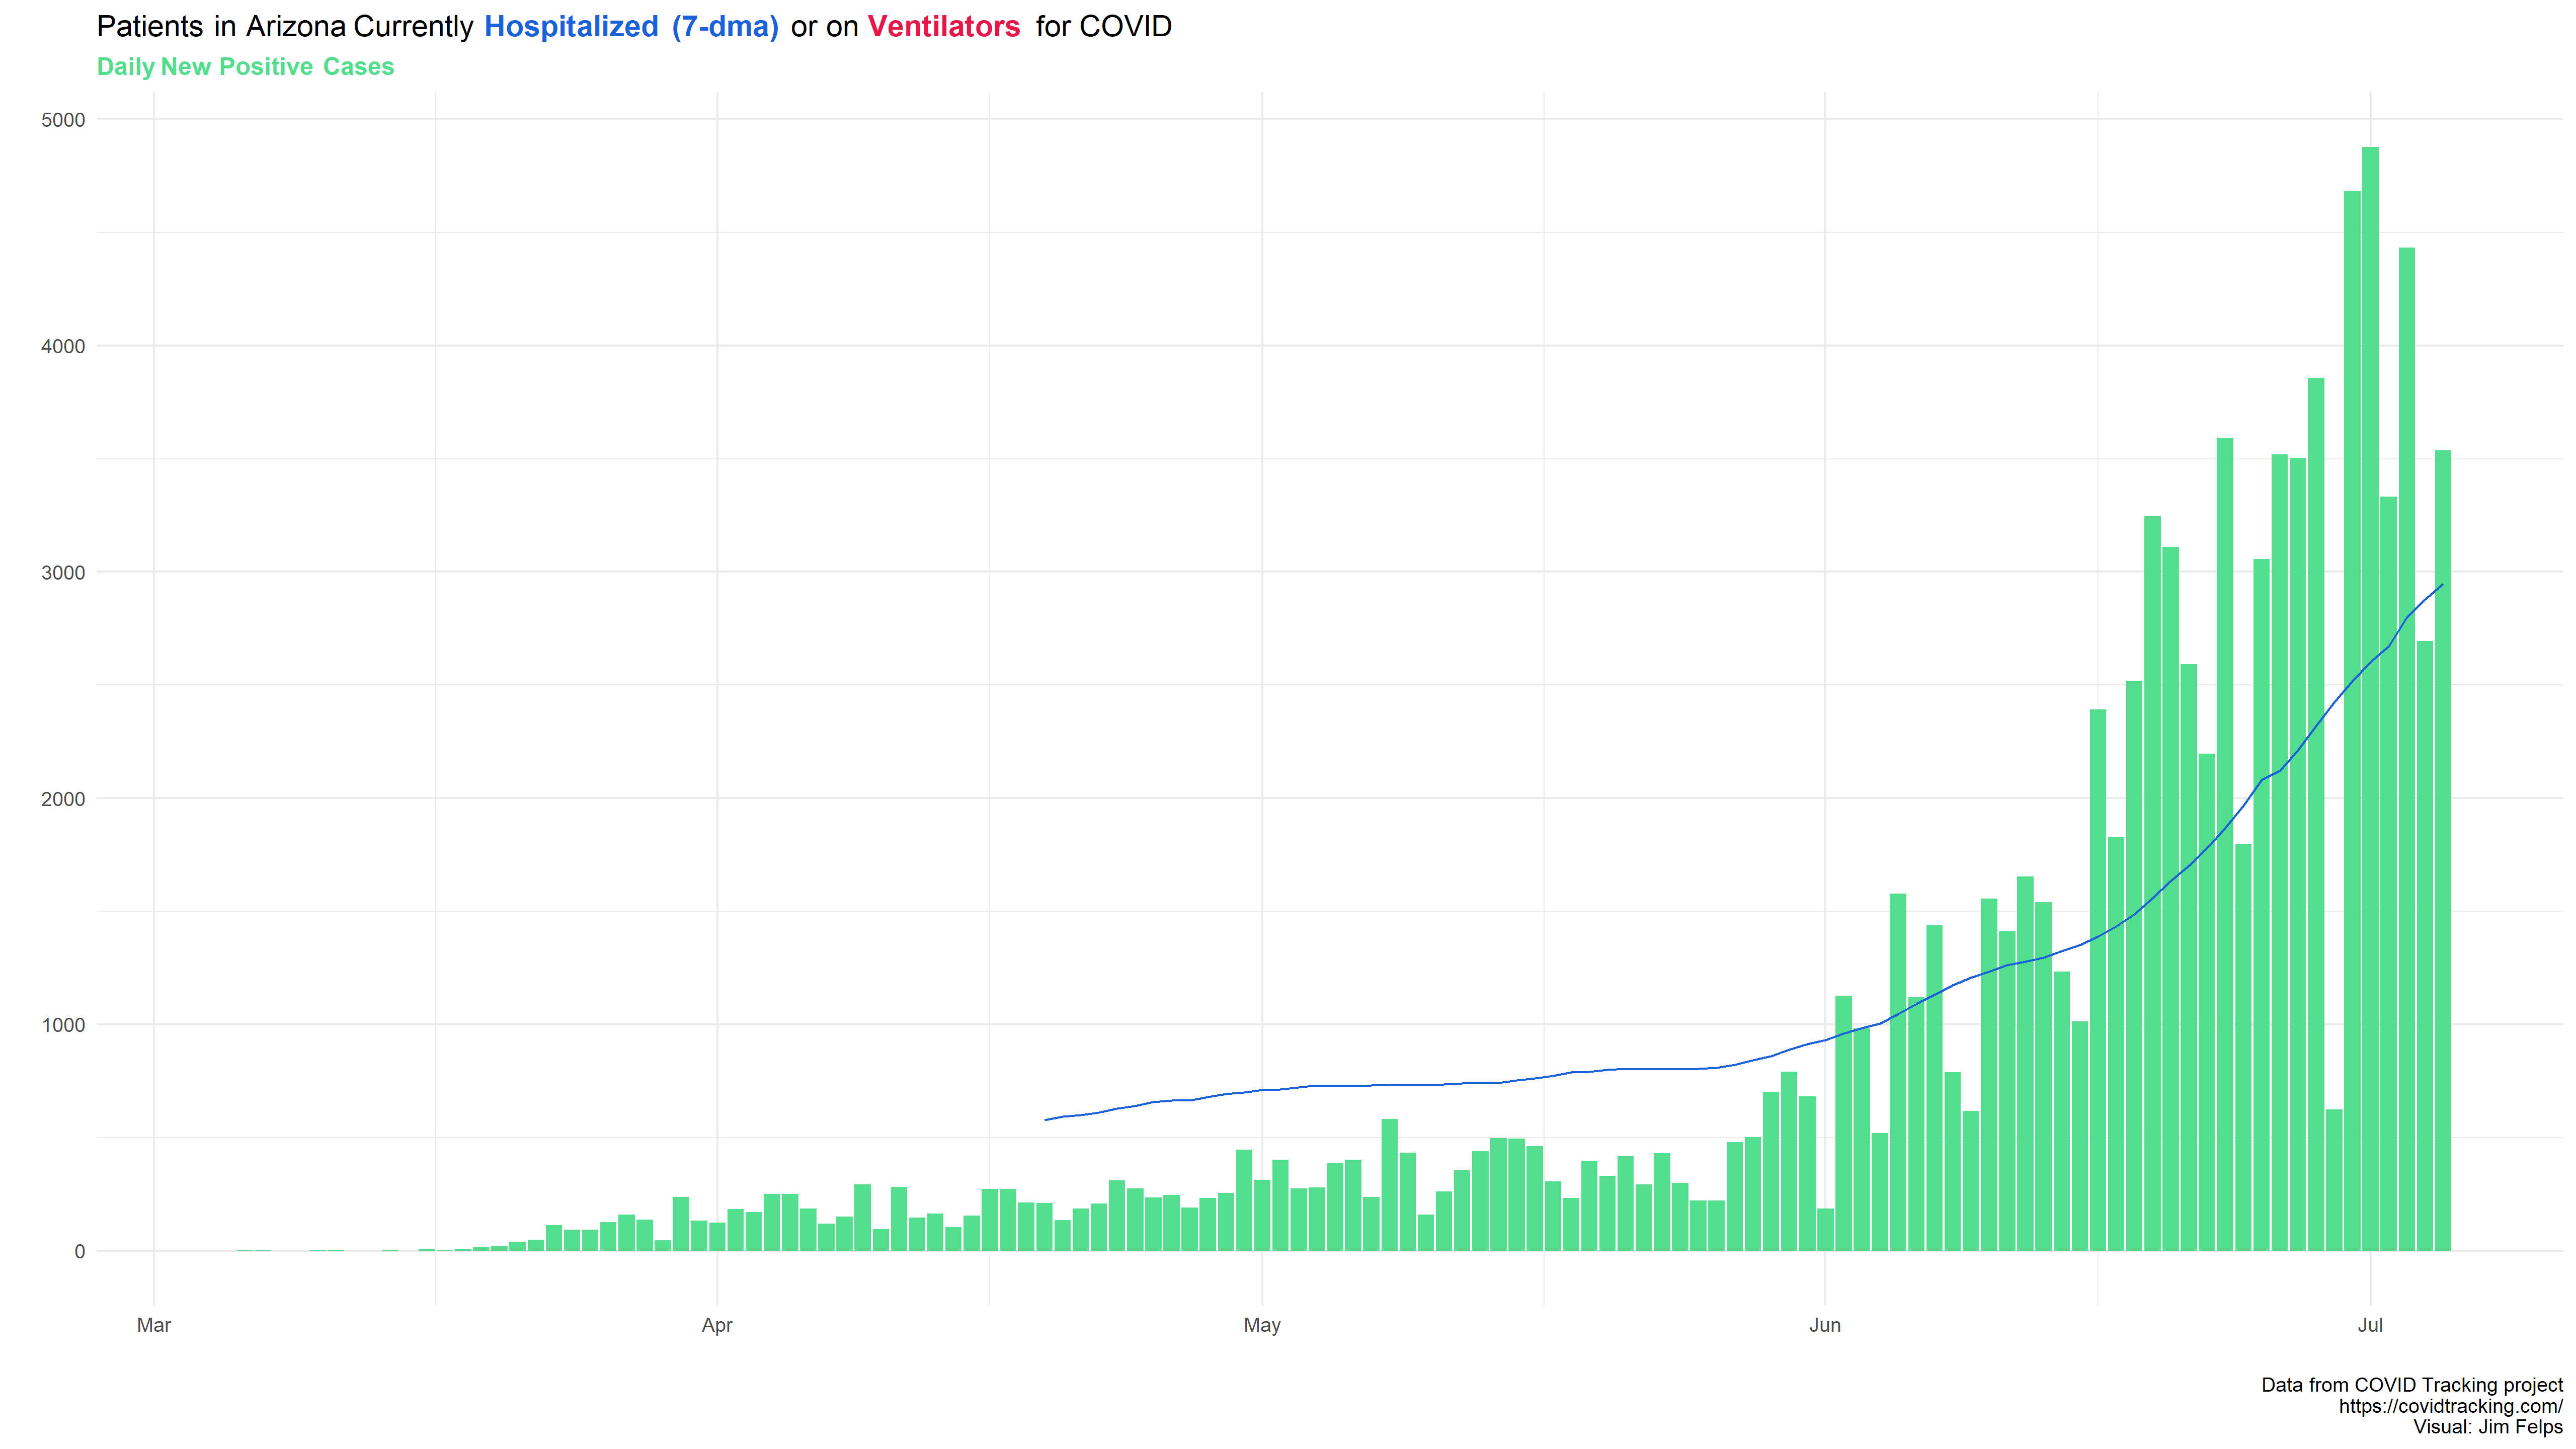 Patients in Arizona Currently Hospitalized (7-dma) or on Ventilators for COVID
Daily New Positive Cases
5000
4000
3000
2000
1000
0
Mar Apr May Jun Jul
Data from COVID Tracking project
https://covidtracking.com/
Visual: Jim Felps